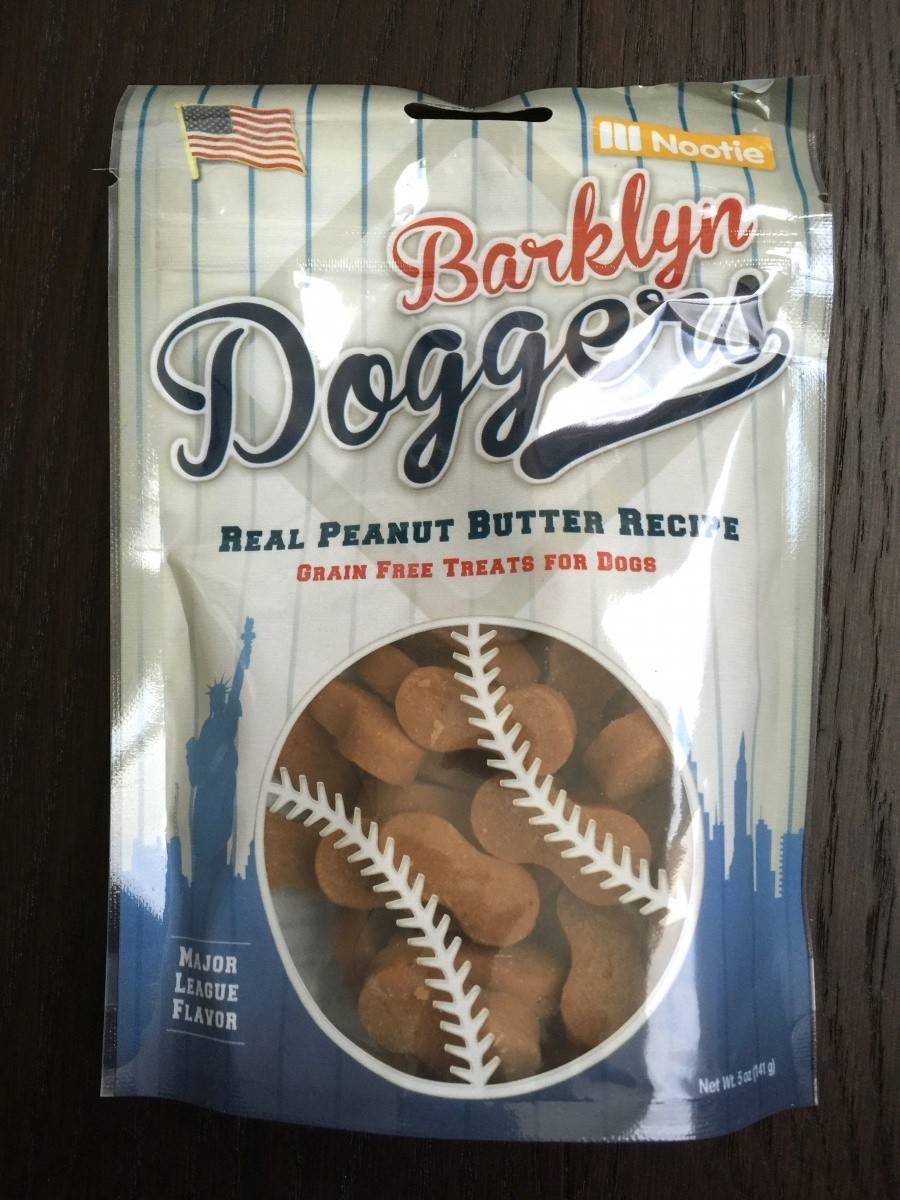 Nootie
Barklyn
Doggers
Real Peanut Butter Recipe
Grain Free Treats for Dogs
Major
League
Flavor
Net Wt. 5 oz (141 g)